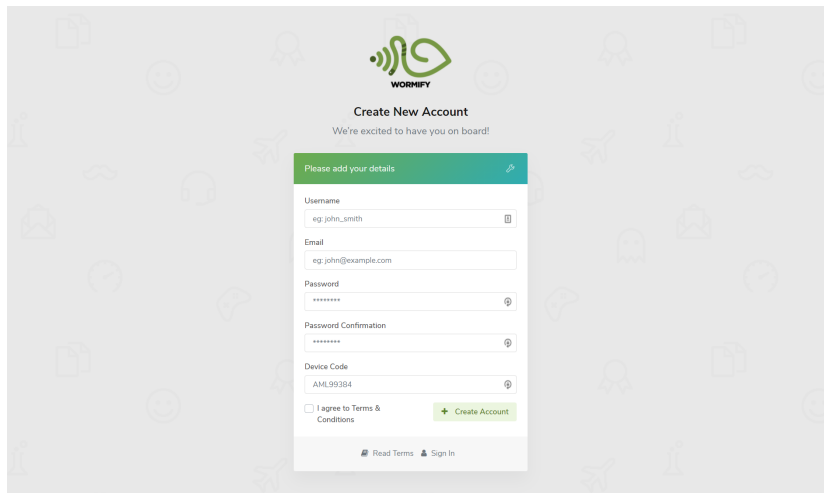 WORMIFY
Create New Account
We're excited to have you on board!
Please add your details
Username
eg: john_smith
Email
eg: john@example.com
Password
********
Password Confirmation
********
Device Code
AML99384
I agree to Terms &
Conditions
Create Account
Read Terms Sign In